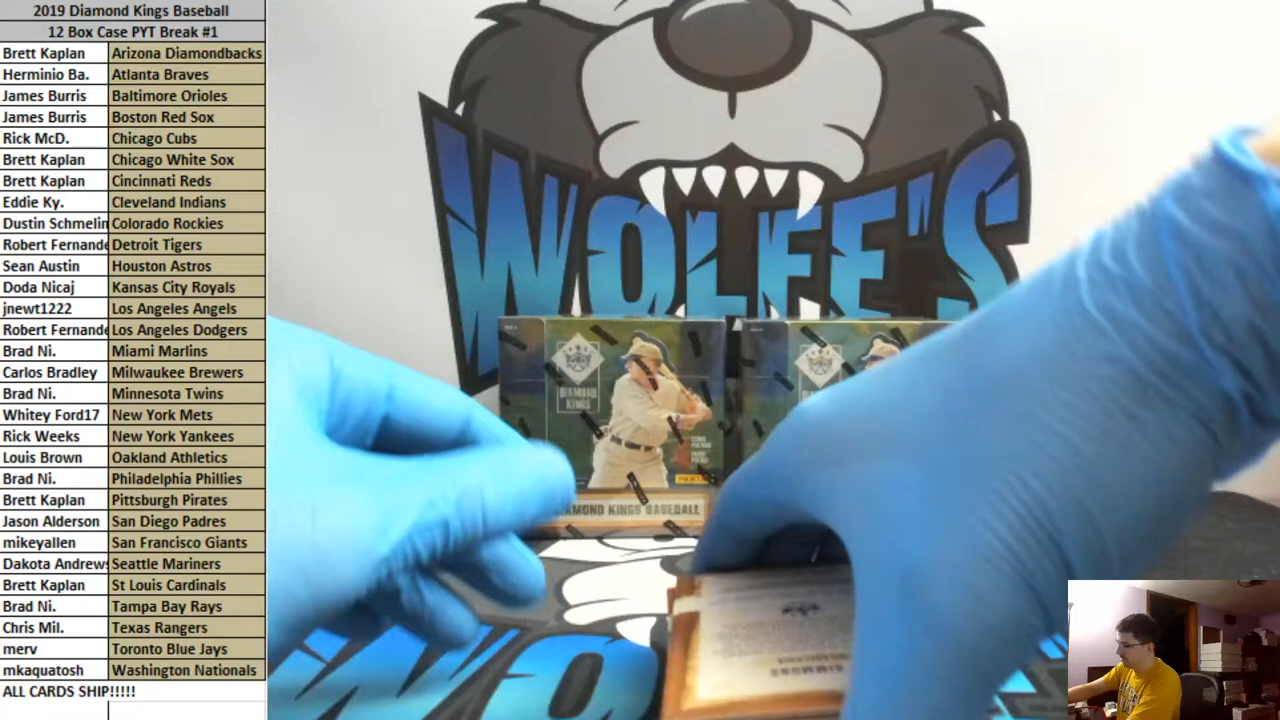 2019 Diamond Kings Baseball
12 Box Case PYT Break #1
Brett Kaplan Arizona Diamondbacks
Herminio Ba. Atlanta Braves
James Burris Baltimore Orioles
James Burris Boston Red Sox
Rick McD. Chicago Cubs
Brett Kaplan Chicago White Sox
Brett Kaplan Cincinnati Reds
Eddie Ky. Cleveland Indians
Dustin Schmelin Colorado Rockies
Robert Fernande Detroit Tigers
Sean Austin Houston Astros
Doda Nicaj Kansas City Royals
jnewt1222 Los Angeles Angels
Robert Fernande Los Angeles Dodgers
Brad Ni. Miami Marlins
Carlos Bradley Milwaukee Brewers
Brad Ni. Minnesota Twins
Whitey Ford17 New York Mets
Rick Weeks New York Yankees
Louis Brown Oakland Athletics
Brad Ni. Philadelphia Phillies
Brett Kaplan Pittsburgh Pirates
Jason Alderson San Diego Padres
mikeyallen San Francisco Giants
Dakota Andrews Seattle Mariners
Brett Kaplan St Louis Cardinals
Brad Ni. Tampa Bay Rays
Chris Mil. Texas Rangers
merv Toronto Blue Jays
mkaquatosh Washington Nationals
ALL CARDS SHIP!!!!!
WOLFE'S
DIAMOND
KINGS
PANINI
DIAMOND KINGS BASEBALL
WO